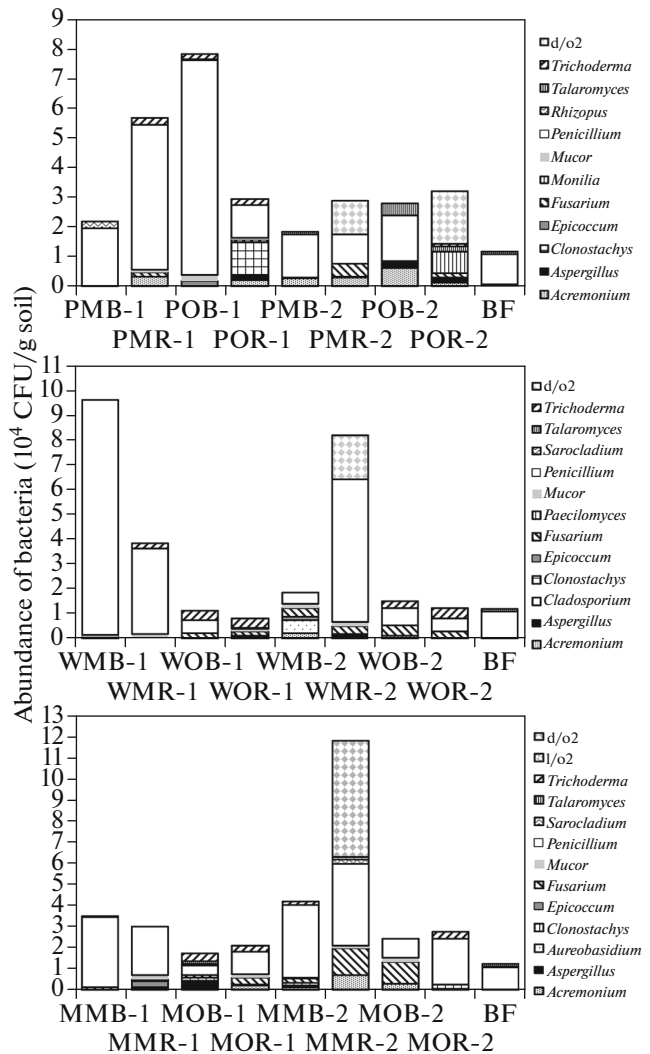 Abundance of bacteria (10⁴ CFU/g soil)
9
8
7
6
5
4
3
2
1
0
PMB-1 POB-1 PMB-2 POB-2 BF
PMR-1 POR-1 PMR-2 POR-2
d/o2
Trichoderma
Talaromyces
Rhizopus
Penicillium
Mucor
Monilia
Fusarium
Epicoccum
Clonostachys
Aspergillus
Acremonium
11
10
9
8
7
6
5
4
3
2
1
0
WMB-1 WOB-1 WMB-2 WOB-2 BF
WMR-1 WOR-1 WMR-2 WOR-2
d/o2
Trichoderma
Talaromyces
Sarocladium
Penicillium
Mucor
Paecilomyces
Fusarium
Epicoccum
Clonostachys
Cladosporium
Aspergillus
Acremonium
13
12
11
10
9
8
7
6
5
4
3
2
1
0
MMB-1 MOB-1 MMB-2 MOB-2 BF
MMR-1 MOR-1 MMR-2 MOR-2
d/o2
l/o2
Trichoderma
Talaromyces
Sarocladium
Penicillium
Mucor
Fusarium
Epicoccum
Clonostachys
Aureobasidium
Aspergillus
Acremonium